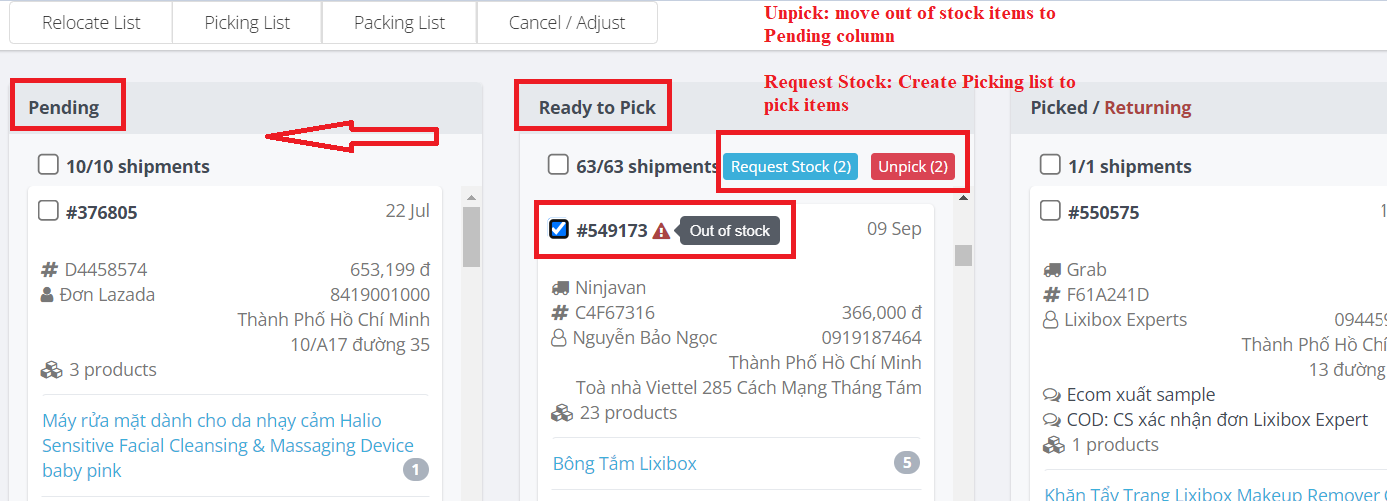 Relocate List
Picking List
Packing List
Cancel / Adjust
Unpick: move out of stock items to
Pending column
Request Stock: Create Picking list to
pick items
Pending
10/10 shipments
#376805
22 Jul
D4458574
653,199 đ
Đơn Lazada
8419001000
Thành Phố Hồ Chí Minh
10/A17 đường 35
3 products
Máy rửa mặt dành cho da nhạy cảm Halio
Sensitive Facial Cleansing & Massaging Device
baby pink
1
Ready to Pick
63/63 shipments
Request Stock (2)
Unpick (2)
#549173
Out of stock
09 Sep
Ninjavan
C4F67316
366,000 đ
Nguyễn Bảo Ngọc
0919187464
Thành Phố Hồ Chí Minh
Toà nhà Viettel 285 Cách Mạng Tháng Tám
23 products
Bông Tắm Lixibox
5
Picked / Returning
1/1 shipments
#550575
1
Grab
F61A241D
Lixibox Experts
094459
Thành Phố H
13 đường
Ecom xuất sample
COD: CS xác nhận đơn Lixibox Expert
1 products
Khăn Tẩy Trang Lixibox Makeup Remover